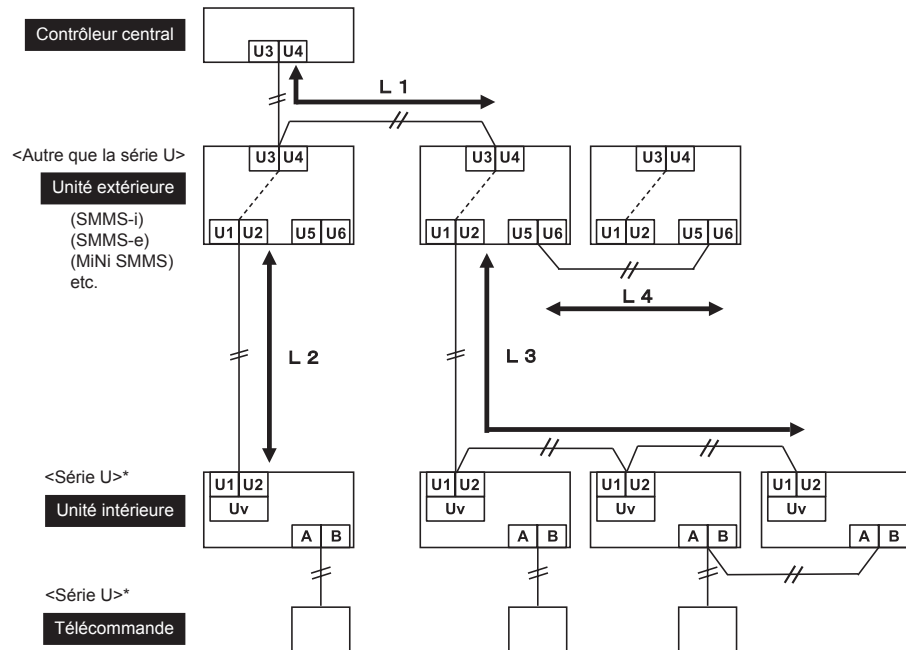 Contrôleur central
U3 U4
L 1
<Autre que la série U>
U3 U4
U3 U4
U3 U4
Unité extérieure
(SMMS-i)
(SMMS-e)
(MiNi SMMS)
etc.
U1 U2
U5 U6
U1 U2
U5 U6
U1 U2
U5 U6
L 4
L 2
L 3
<Série U>*
U1 U2
U1 U2
U1 U2
U1 U2
Unité intérieure
Uv
Uv
Uv
Uv
A B
A B
A B
A B
<Série U>*
Télécommande